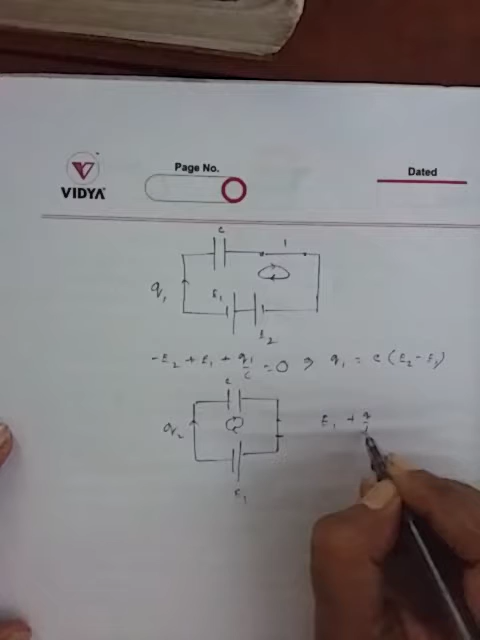 Page No.
Dated
VIDYA
C
1
q₁
E₁
E₂
-E₂ + E₁ + q₁/C = 0 ⇒ q₁ = C (E₂ - E₁)
C
q₂
E₁ + q
E₁